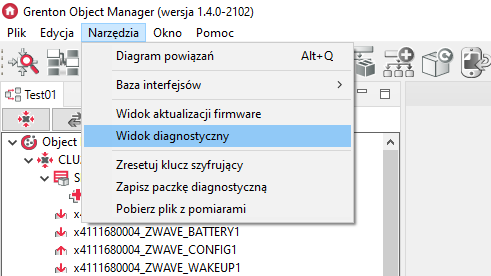 Grenton Object Manager (wersja 1.4.0-2102)
Plik Edycja Narzędzia Okno Pomoc
Diagram powiązań Alt+Q
Test01
Baza interfejsów
Widok aktualizacji firmware
Widok diagnostyczny
Object
Zresetuj klucz szyfrujący
CLU
Zapisz paczkę diagnostyczną
S
Pobierz plik z pomiarami
x4111680004_ZWAVE_BATTERY1
x4111680004_ZWAVE_CONFIG1
x4111680004_ZWAVE_WAKEUP1